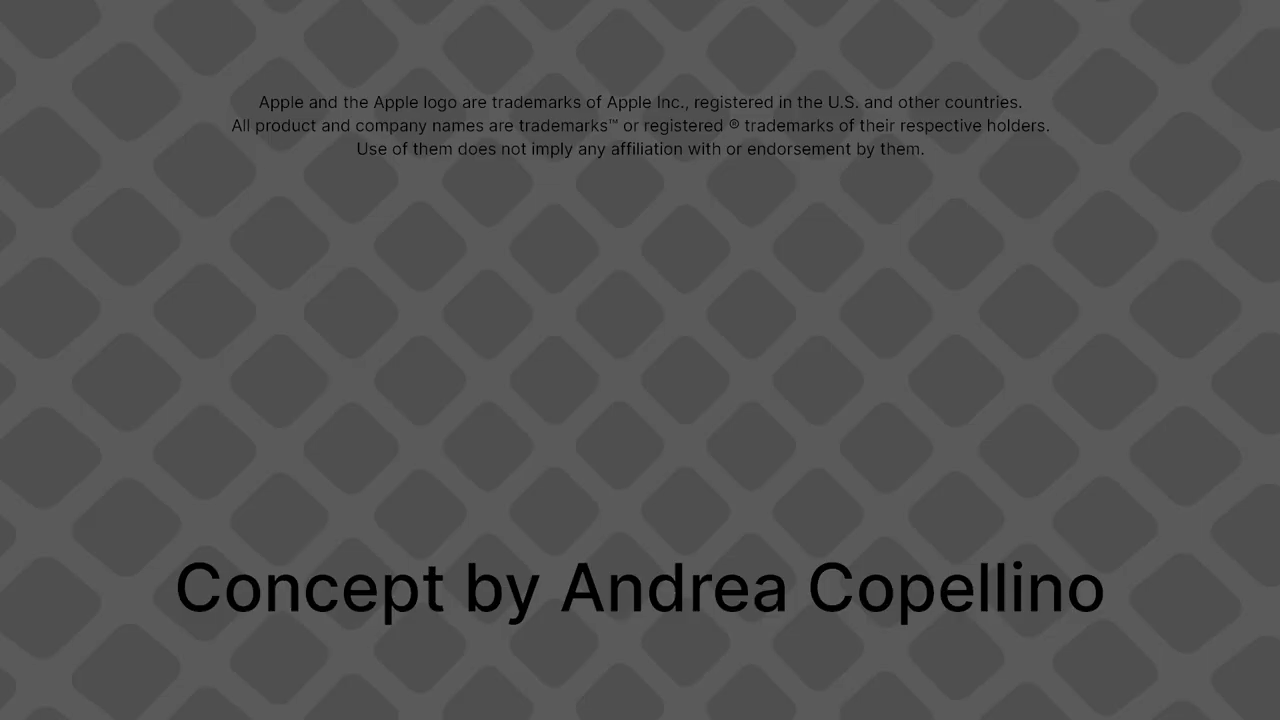 Apple and the Apple logo are trademarks of Apple Inc., registered in the U.S. and other countries.
All product and company names are trademarks™ or registered ® trademarks of their respective holders.
Use of them does not imply any affiliation with or endorsement by them.
Concept by Andrea Copellino